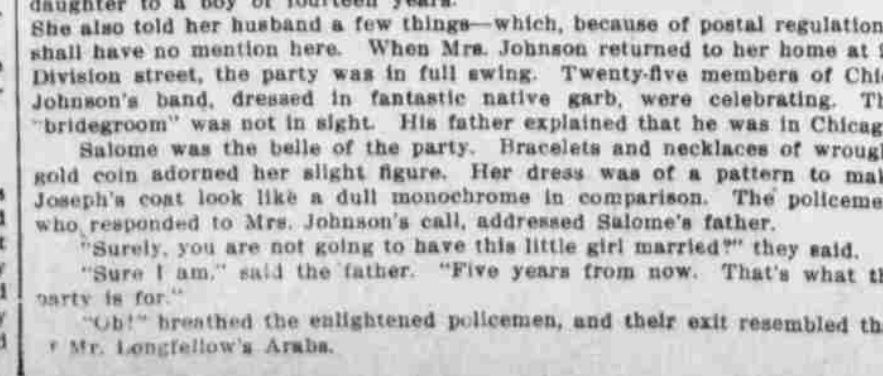 daughter to a boy of fourteen years.
She also told her husband a few things—which, because of postal regulation
shall have no mention here. When Mrs. Johnson returned to her home at
Division street, the party was in full swing. Twenty-five members of Chi
Johnson's band, dressed in fantastic native garb, were celebrating. Th
"bridegroom" was not in sight. His father explained that he was in Chicag
Salome was the belle of the party. Bracelets and necklaces of wrough
gold coin adorned her slight figure. Her dress was of a pattern to mak
Joseph's coat look like a dull monochrome in comparison. The policeme
who responded to Mrs. Johnson's call, addressed Salome's father.
"Surely, you are not going to have this little girl married?" they said.
"Sure I am," said the father. "Five years from now. That's what th
party is for."
"Oh!" breathed the enlightened policemen, and their exit resembled tha
Mr. Longfellow's Arabs.